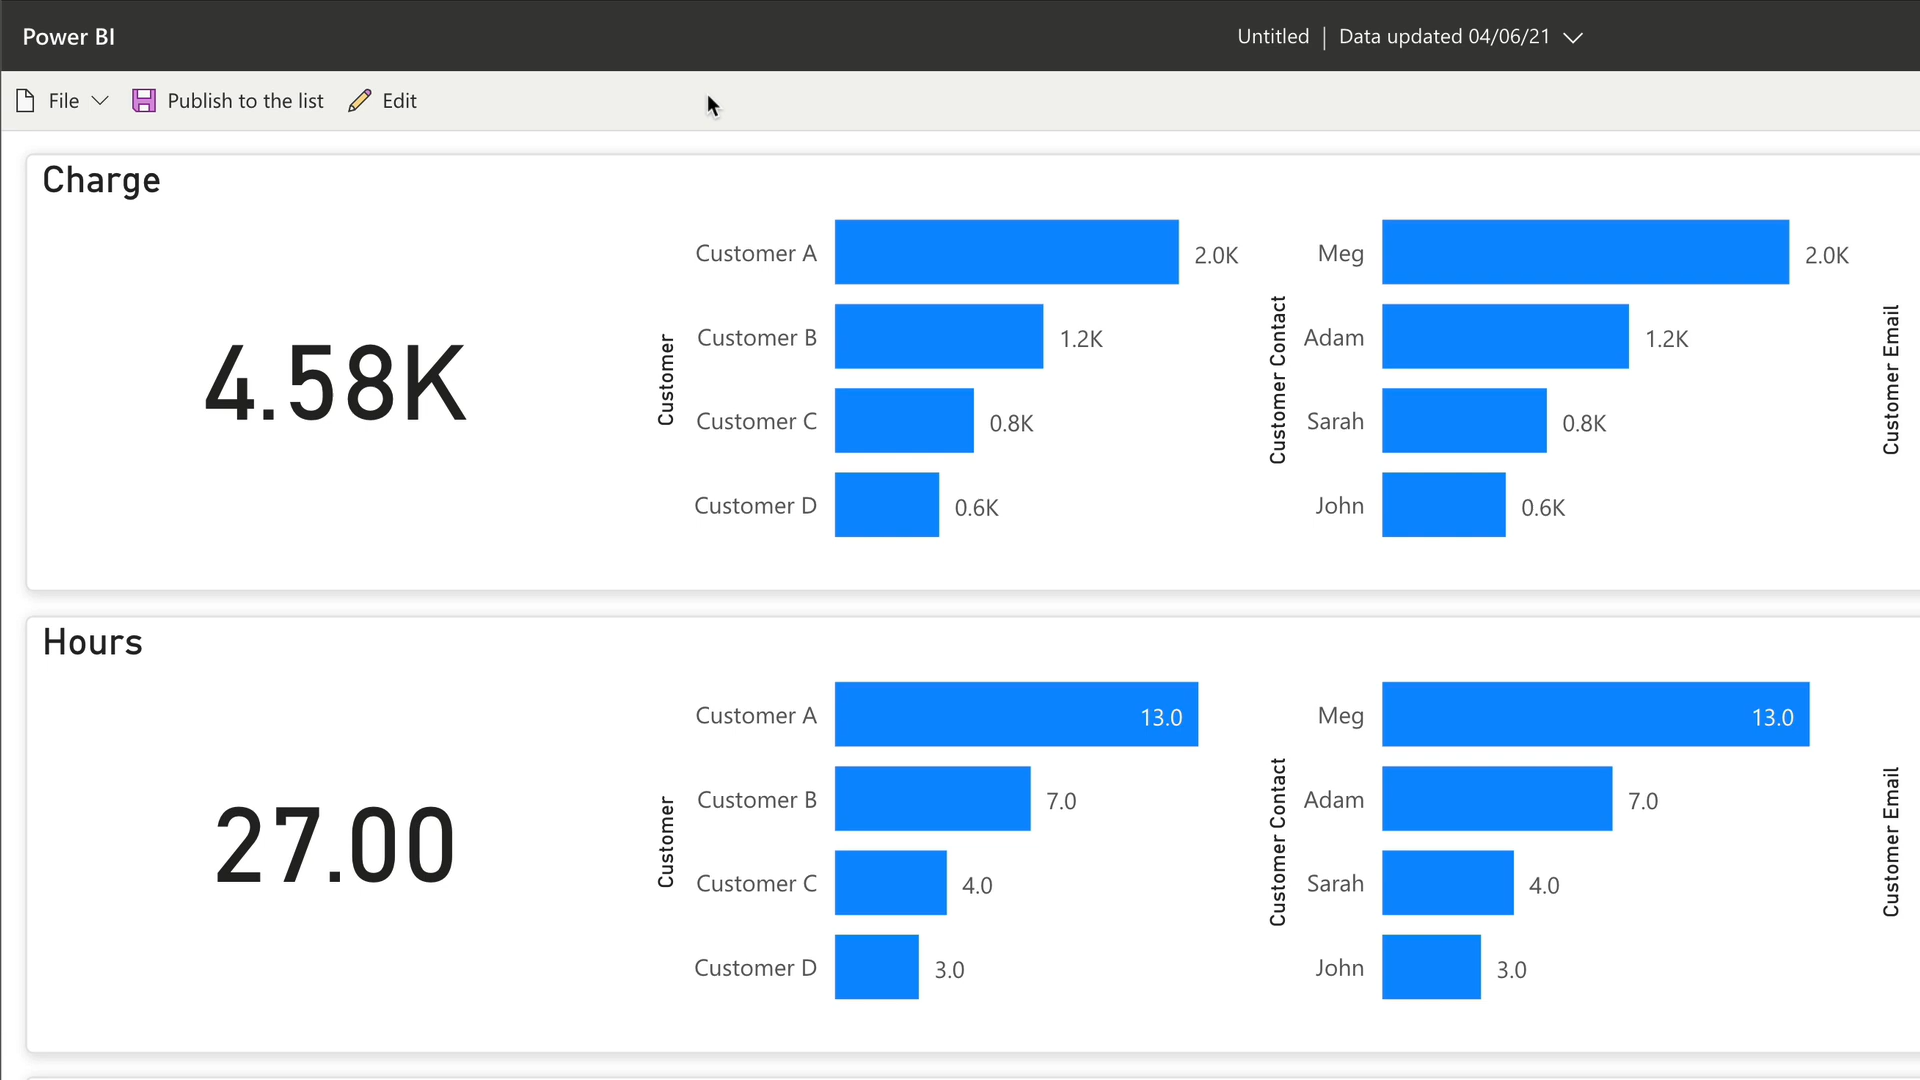 Power BI
Untitled | Data updated 04/06/21
File
Publish to the list
Edit
Charge
4.58K
Customer
Customer A
2.0K
Customer B
1.2K
Customer C
0.8K
Customer D
0.6K
Customer Contact
Meg
2.0K
Adam
1.2K
Sarah
0.8K
John
0.6K
Customer Email
Hours
27.00
Customer
Customer A
13.0
Customer B
7.0
Customer C
4.0
Customer D
3.0
Customer Contact
Meg
13.0
Adam
7.0
Sarah
4.0
John
3.0
Customer Email